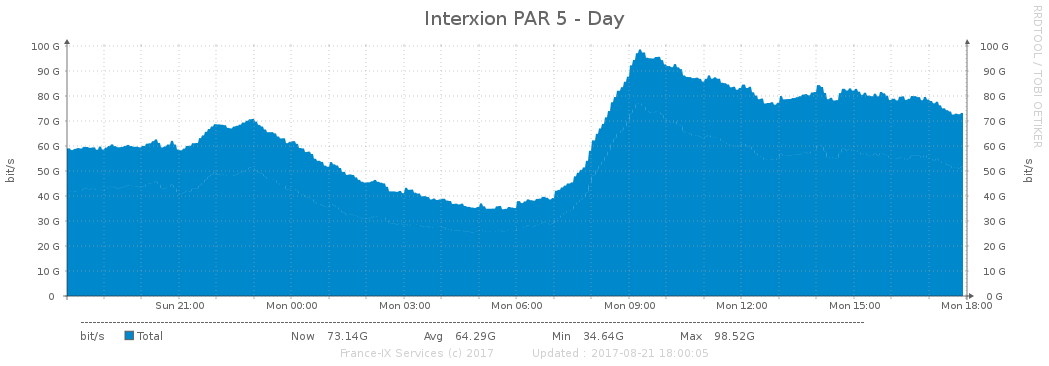 Interxion PAR 5 - Day
RRDTOOL / TOBI OETIKER
100 G 100 G
90 G 90 G
80 G 80 G
70 G 70 G
60 G 60 G
50 G 50 G
40 G 40 G
30 G 30 G
20 G 20 G
10 G 10 G
0 0 G
bit/s bit/s
Sun 21:00 Mon 00:00 Mon 03:00 Mon 06:00 Mon 09:00 Mon 12:00 Mon 15:00 Mon 18:00
bit/s Total Now 73.14G Avg 64.29G Min 34.64G Max 98.52G
France-IX Services (c) 2017 Updated : 2017-08-21 18:00:05